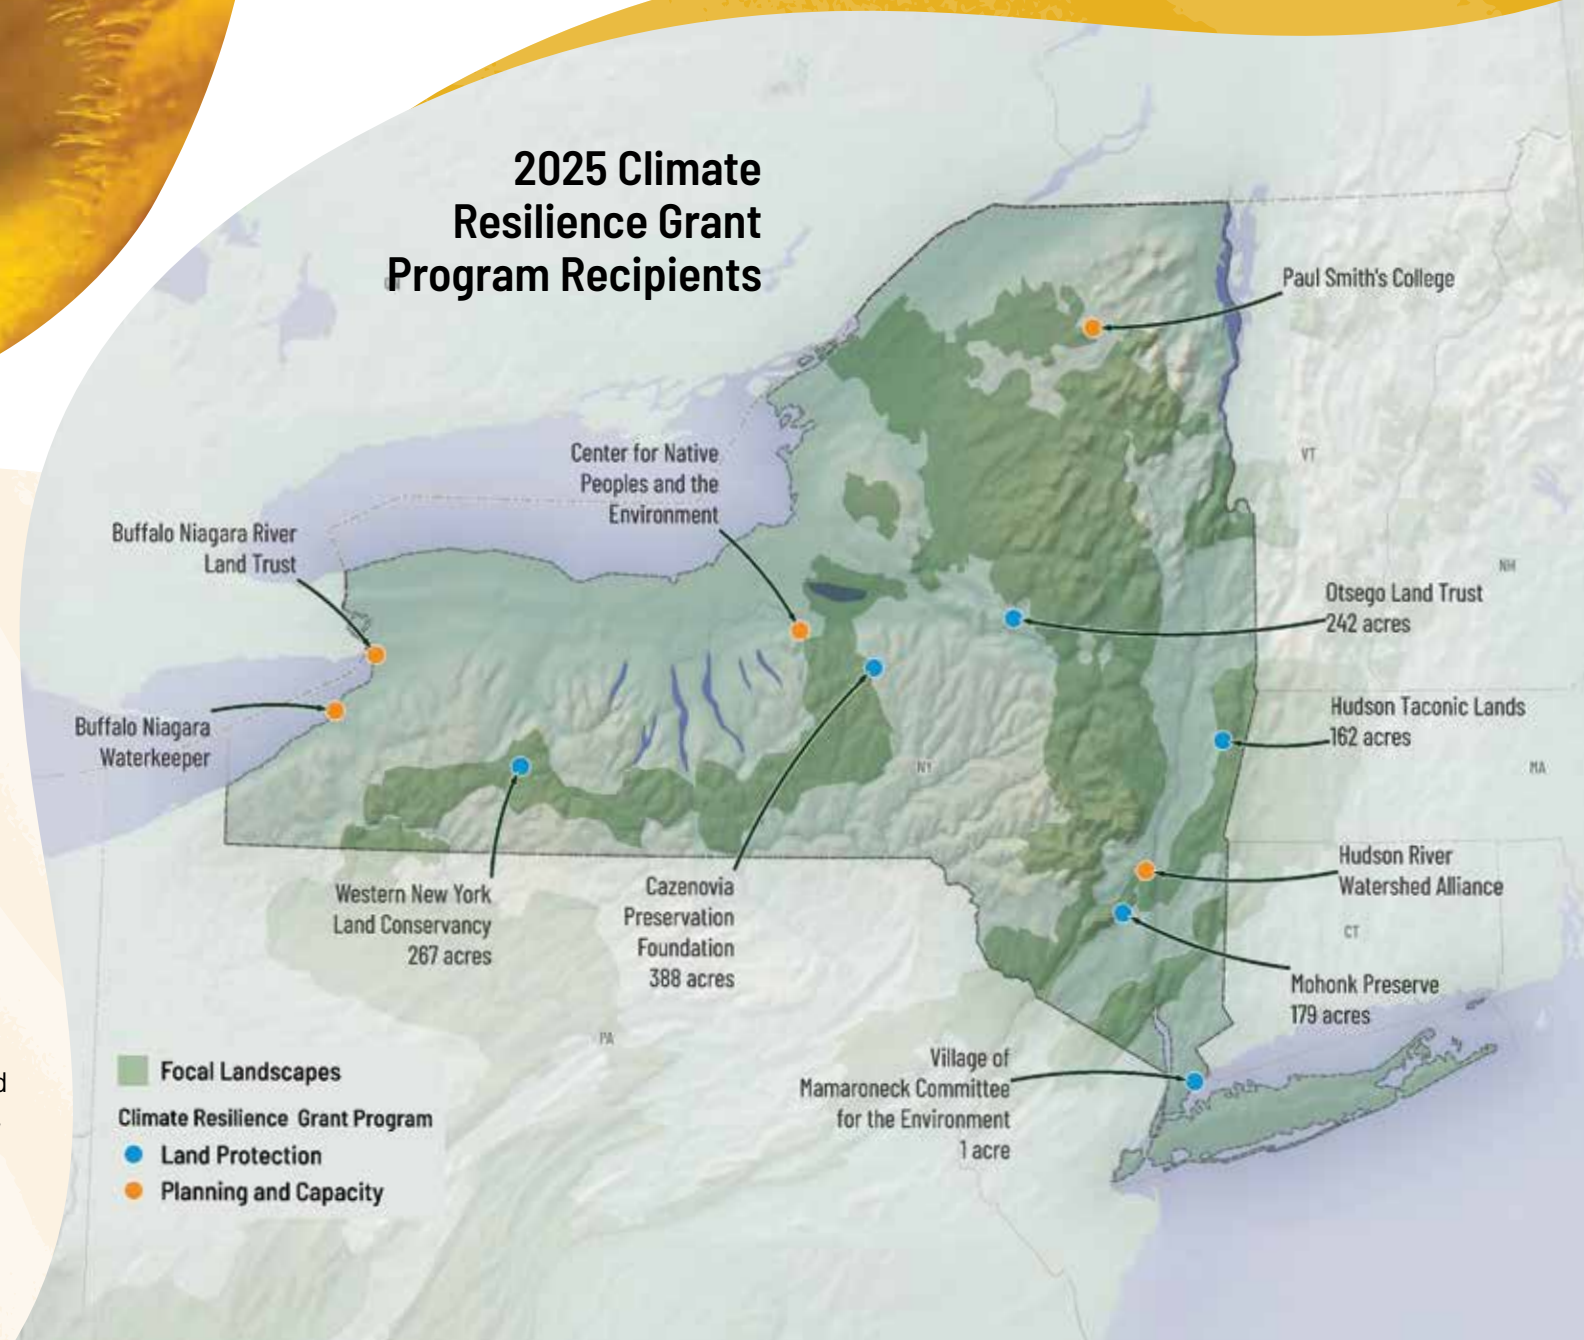 2025 Climate
Resilience Grant
Program Recipients
Paul Smith's College
Center for Native
Peoples and the
Environment
VT
Buffalo Niagara River
Land Trust
NH
Otsego Land Trust
242 acres
Hudson Taconic Lands
162 acres
Buffalo Niagara
Waterkeeper
NY
MA
Hudson River
Watershed Alliance
Western New York
Land Conservancy
267 acres
Cazenovia
Preservation
Foundation
388 acres
CT
Mohonk Preserve
179 acres
PA
Village of
Mamaroneck Committee
for the Environment
1 acre
Focal Landscapes
Climate Resilience Grant Program
Land Protection
Planning and Capacity